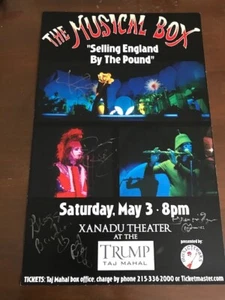 THE MUSICAL BOX
"Selling England
By The Pound"
Saturday, May 3 · 8pm
XANADU THEATER
AT THE
TRUMP
TAJ MAHAL
presented by
TICKETS: Taj Mahal box office, charge by phone 215-336-2000 or Ticketmaster.com